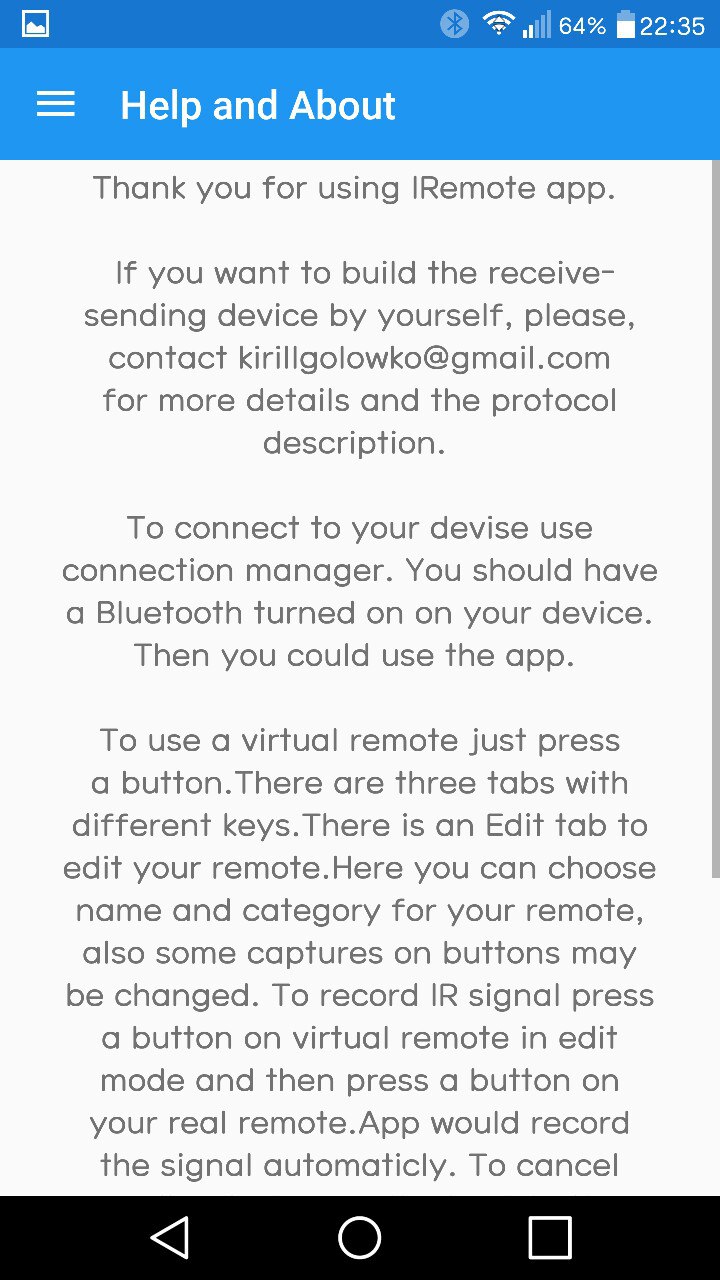 64% 22:35
Help and About
Thank you for using IRemote app.
If you want to build the receive-
sending device by yourself, please,
contact kirillgolowko@gmail.com
for more details and the protocol
description.
To connect to your devise use
connection manager. You should have
a Bluetooth turned on on your device.
Then you could use the app.
To use a virtual remote just press
a button.There are three tabs with
different keys.There is an Edit tab to
edit your remote.Here you can choose
name and category for your remote,
also some captures on buttons may
be changed. To record IR signal press
a button on virtual remote in edit
mode and then press a button on
your real remote.App would record
the signal automaticly. To cancel